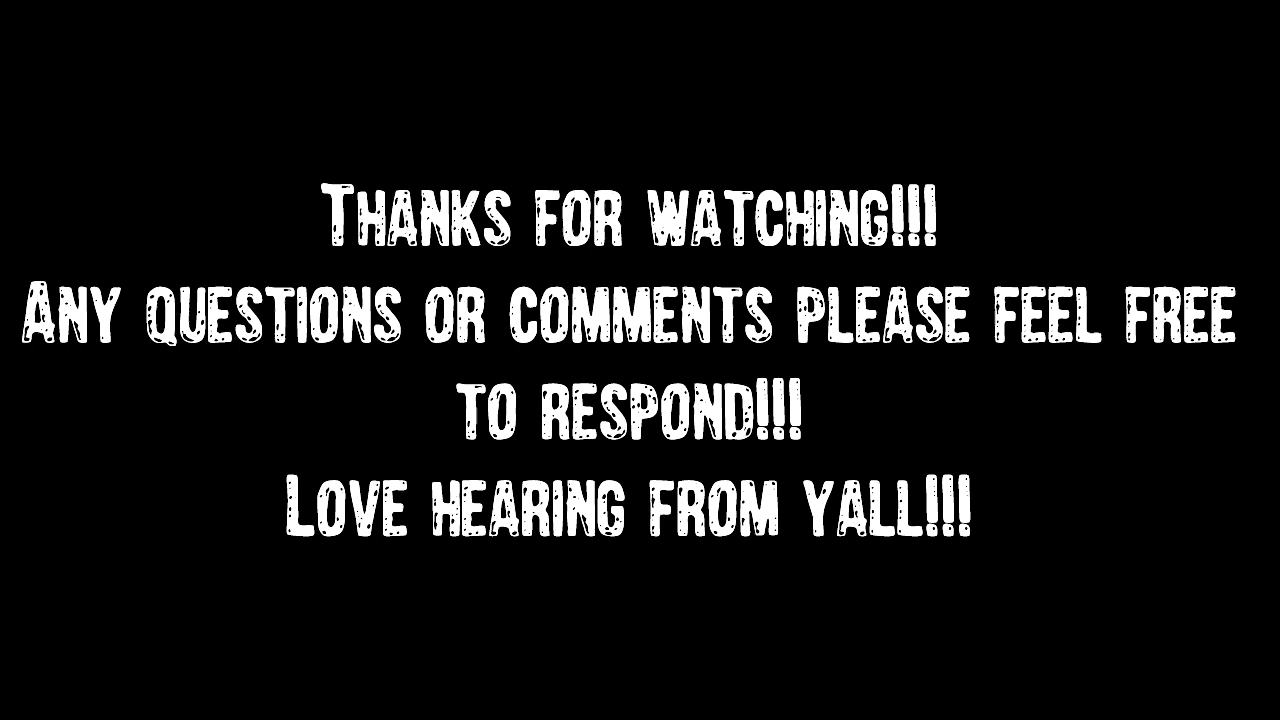 Thanks for watching!!!
Any questions or comments please feel free
to respond!!!
Love hearing from yall!!!